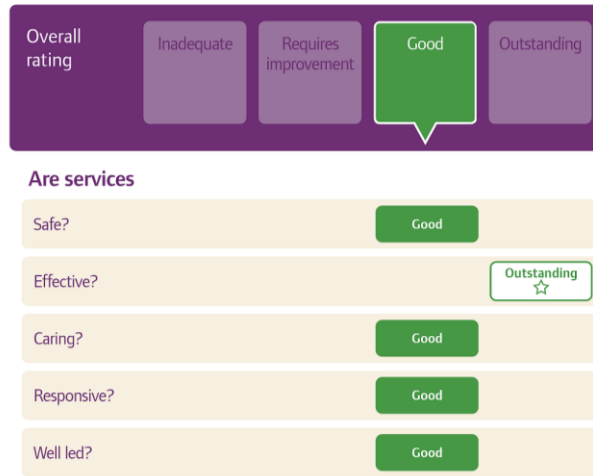 Overall rating
Inadequate
Requires improvement
Good
Outstanding
Are services
Safe?
Good
Effective?
Outstanding
Caring?
Good
Responsive?
Good
Well led?
Good